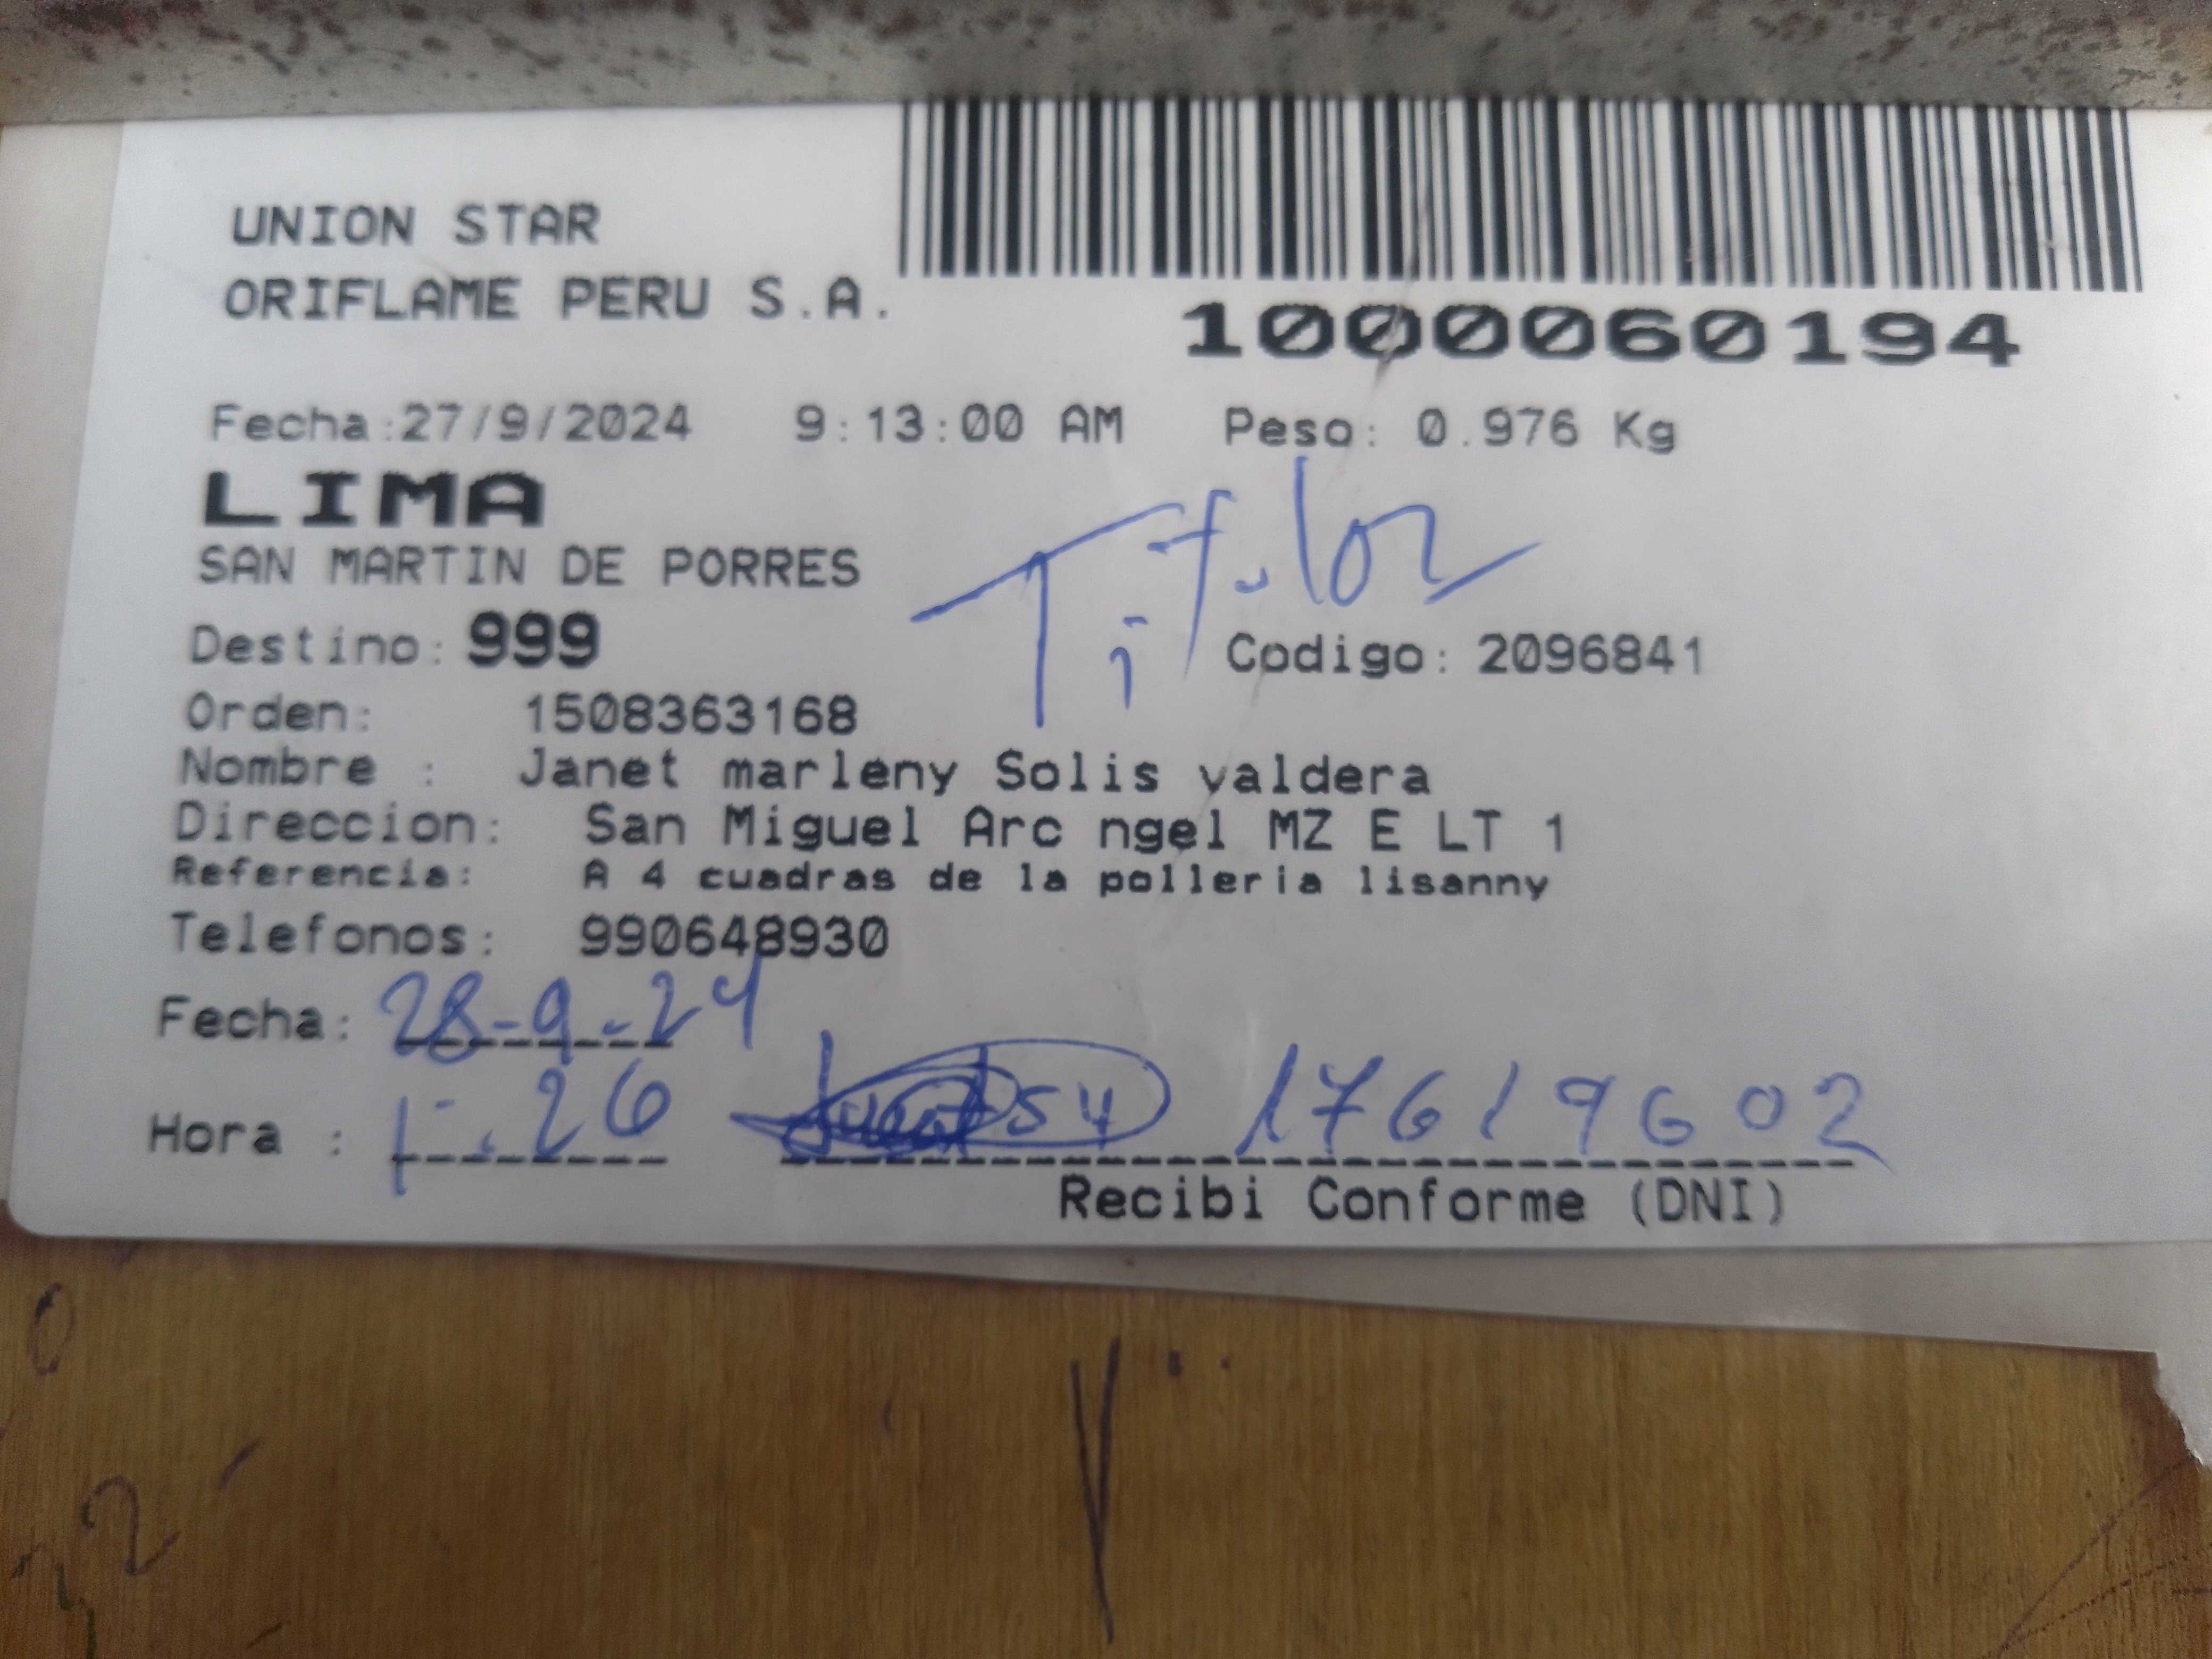 UNION STAR
ORIFLAME PERU S.A.
1000060194
Fecha:27/9/2024 9:13:00 AM Peso: 0.976 Kg
LIMA
SAN MARTIN DE PORRES
Titular
Destino: 999 Codigo: 2096841
Orden: 1508363168
Nombre : Janet marleny Solis valdera
Direccion: San Miguel Arc ngel MZ E LT 1
Referencia: A 4 cuadras de la polleria lisanny
Telefonos: 990648930
Fecha: 28-9-24
Hora : 1:26 17619602
Recibi Conforme (DNI)